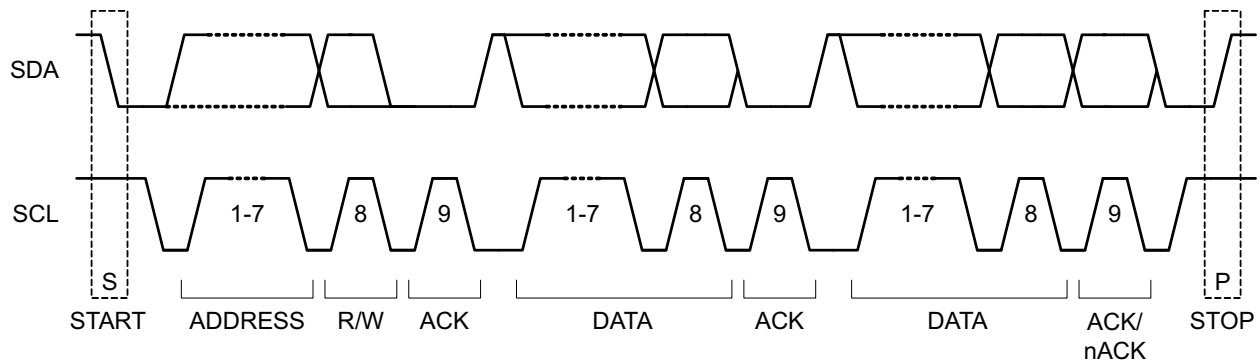 SDA
SCL
1-7 8 9 1-7 8 9 1-7 8 9
S P
START ADDRESS R/W ACK DATA ACK DATA ACK/ STOP
nACK